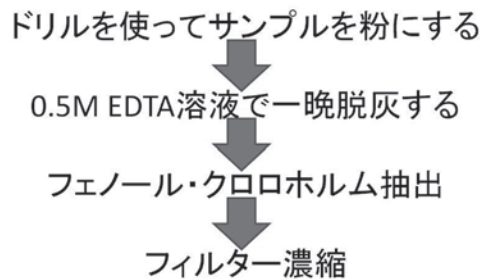 ドリルを使ってサンプルを粉にする
0.5M EDTA溶液で一晩脱灰する
フェノール・クロロホルム抽出
フィルター濃縮